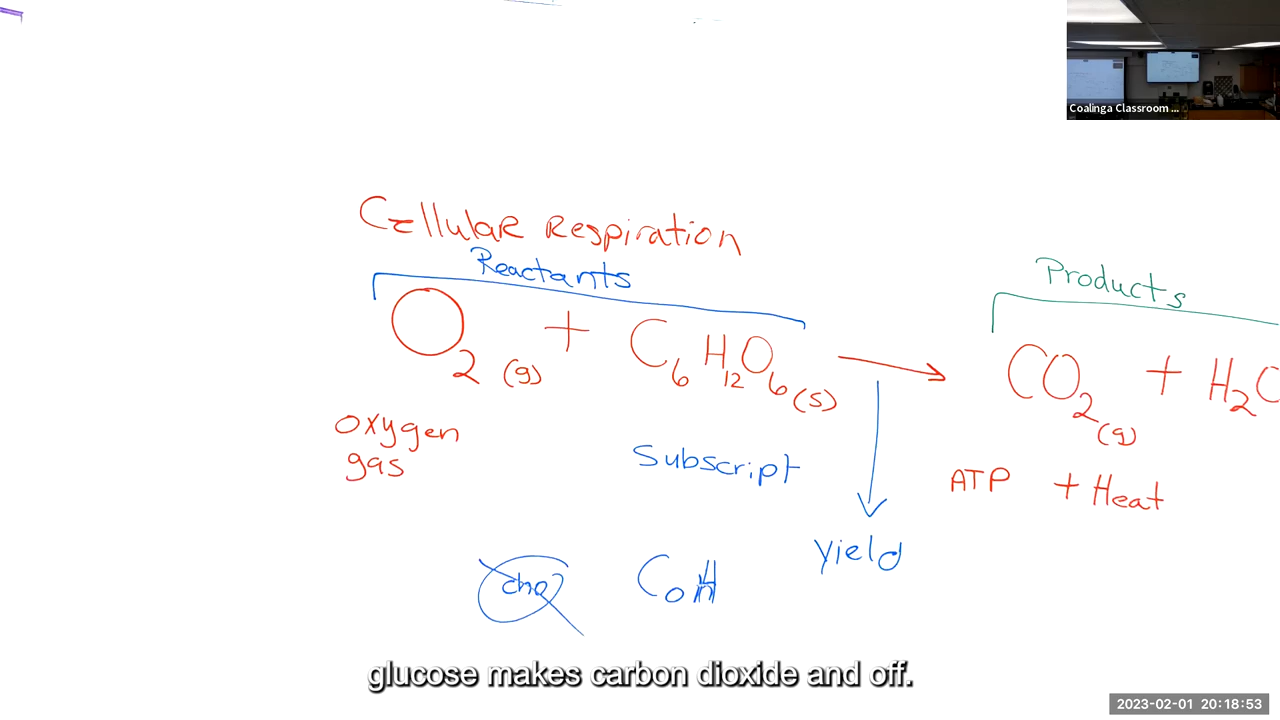 Coalinga Classroom ...
Cellular Respiration
Reactants
Products
O2 (g) + C6H12O6 (s) → CO2 (g) + H2O
oxygen
gas
Subscript
ATP + Heat
yield
cho
glucose makes carbon dioxide and off.
2023-02-01 20:18:53